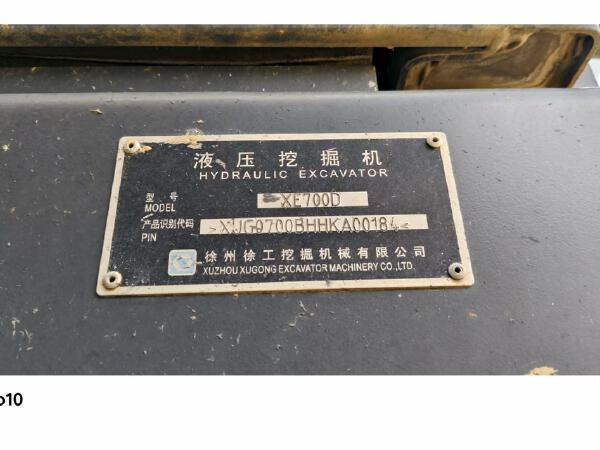 液压挖掘机
HYDRAULIC EXCAVATOR
型号 XE700D
MODEL
产品识别代码 >XUG0700BHHKA00184<
PIN
徐州徐工挖掘机械有限公司
XUZHOU XUGONG EXCAVATOR MACHINERY CO.,LTD.
o10